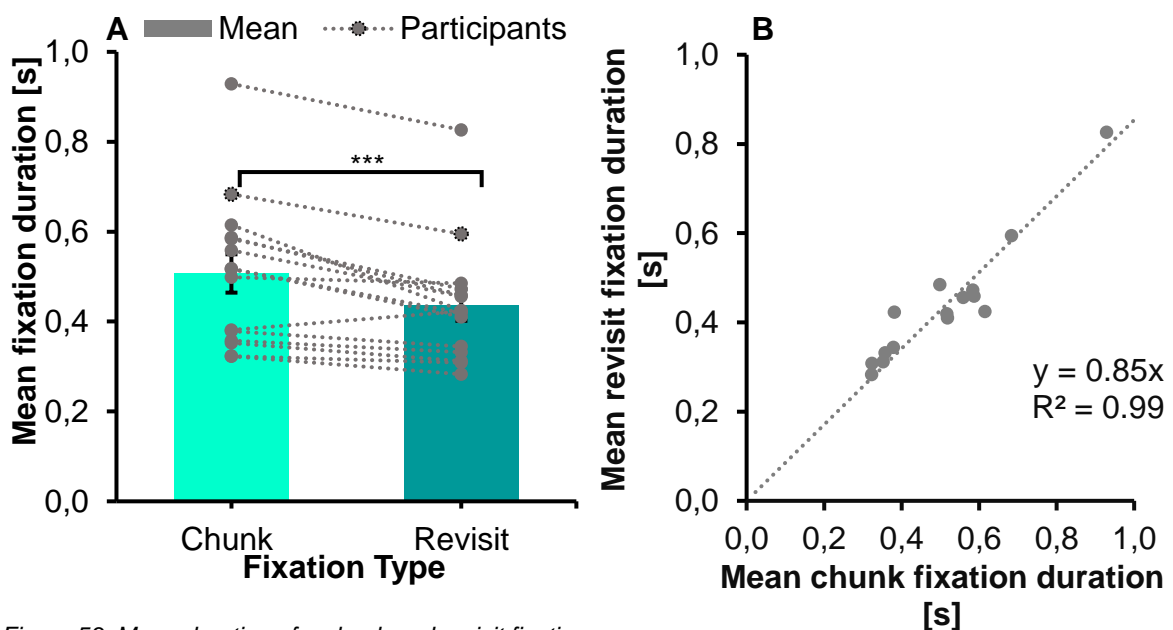 A
Mean
Participants
Mean fixation duration [s]
1,0
0,8
0,6
0,4
0,2
0,0
***
Chunk
Revisit
Fixation Type
B
Mean revisit fixation duration
[s]
1,0
0,8
0,6
0,4
0,2
0,0
y = 0.85x
R² = 0.99
0,0 0,2 0,4 0,6 0,8 1,0
Mean chunk fixation duration
[s]